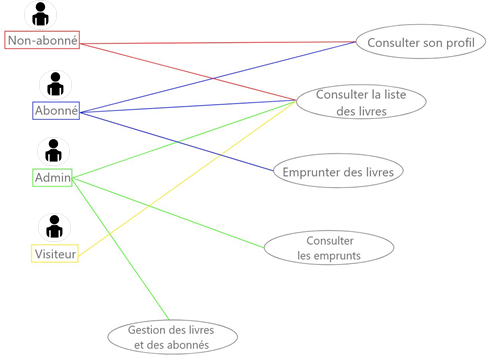 Non-abonné
Consulter son profil
Abonné
Consulter la liste
des livres
Admin
Emprunter des livres
Visiteur
Consulter
les emprunts
Gestion des livres
et des abonnés